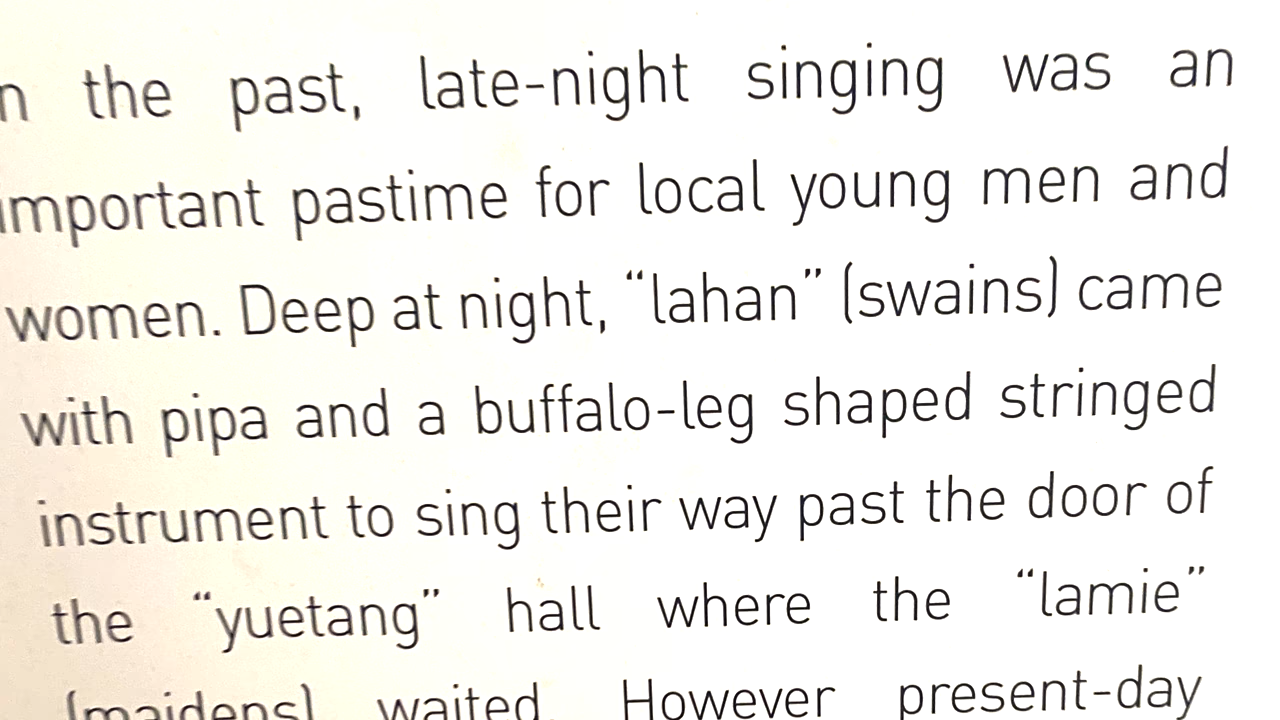 n the past, late-night singing was an
important pastime for local young men and
women. Deep at night, “lahan” (swains) came
with pipa and a buffalo-leg shaped stringed
instrument to sing their way past the door of
the “yuetang” hall where the “lamie”
(maidens) waited. However present-day